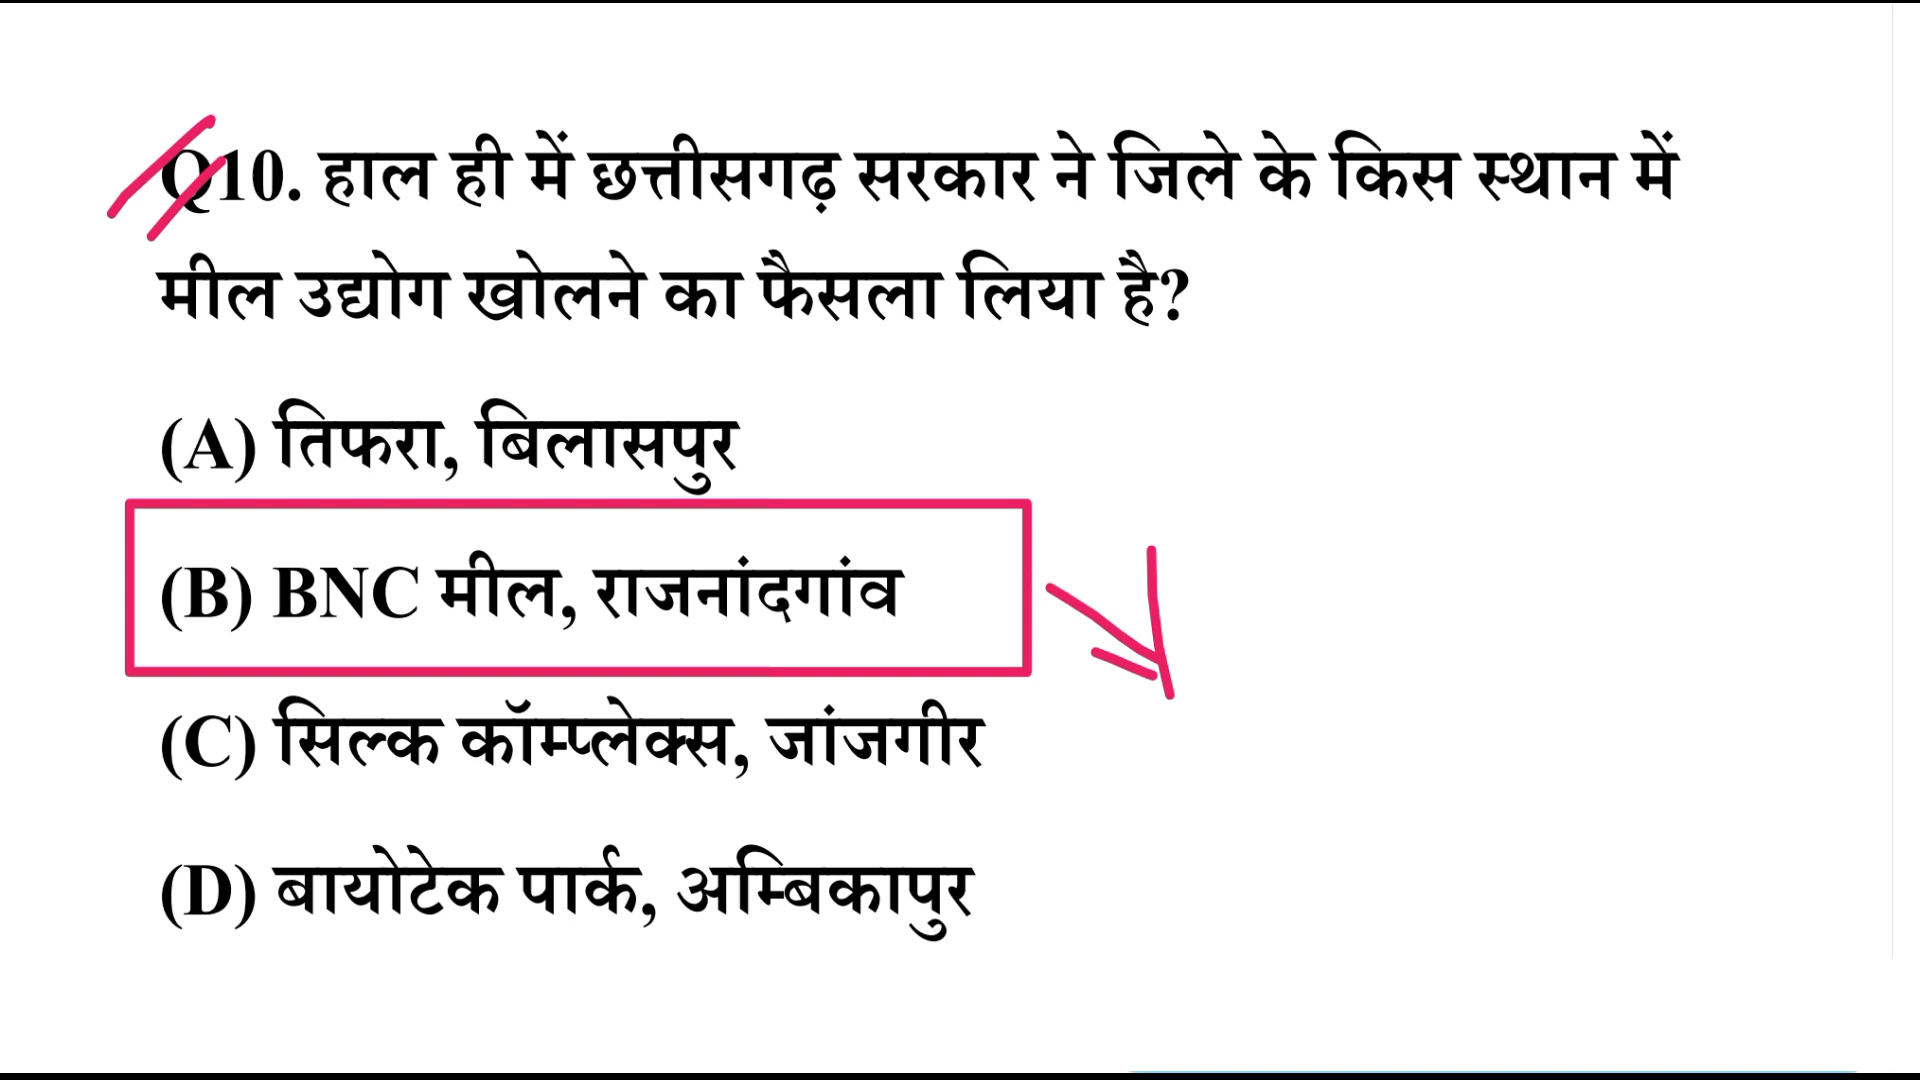 Q10. हाल ही में छत्तीसगढ़ सरकार ने जिले के किस स्थान में
मील उद्योग खोलने का फैसला लिया है?
(A) तिफरा, बिलासपुर
(B) BNC मील, राजनांदगांव
(C) सिल्क कॉम्प्लेक्स, जांजगीर
(D) बायोटेक पार्क, अम्बिकापुर